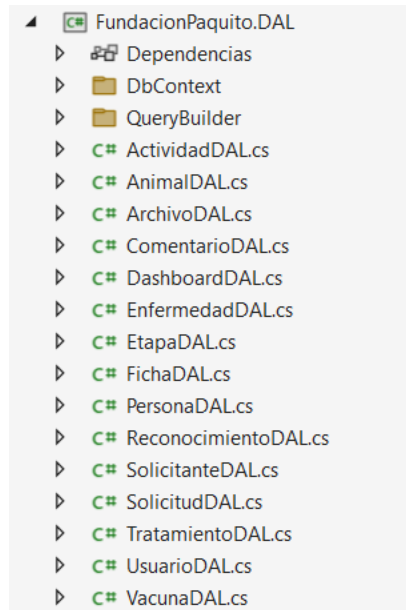 C# FundacionPaquito.DAL
Dependencias
DbContext
QueryBuilder
C# ActividadDAL.cs
C# AnimalDAL.cs
C# ArchivoDAL.cs
C# ComentarioDAL.cs
C# DashboardDAL.cs
C# EnfermedadDAL.cs
C# EtapaDAL.cs
C# FichaDAL.cs
C# PersonaDAL.cs
C# ReconocimientoDAL.cs
C# SolicitanteDAL.cs
C# SolicitudDAL.cs
C# TratamientoDAL.cs
C# UsuarioDAL.cs
C# VacunaDAL.cs